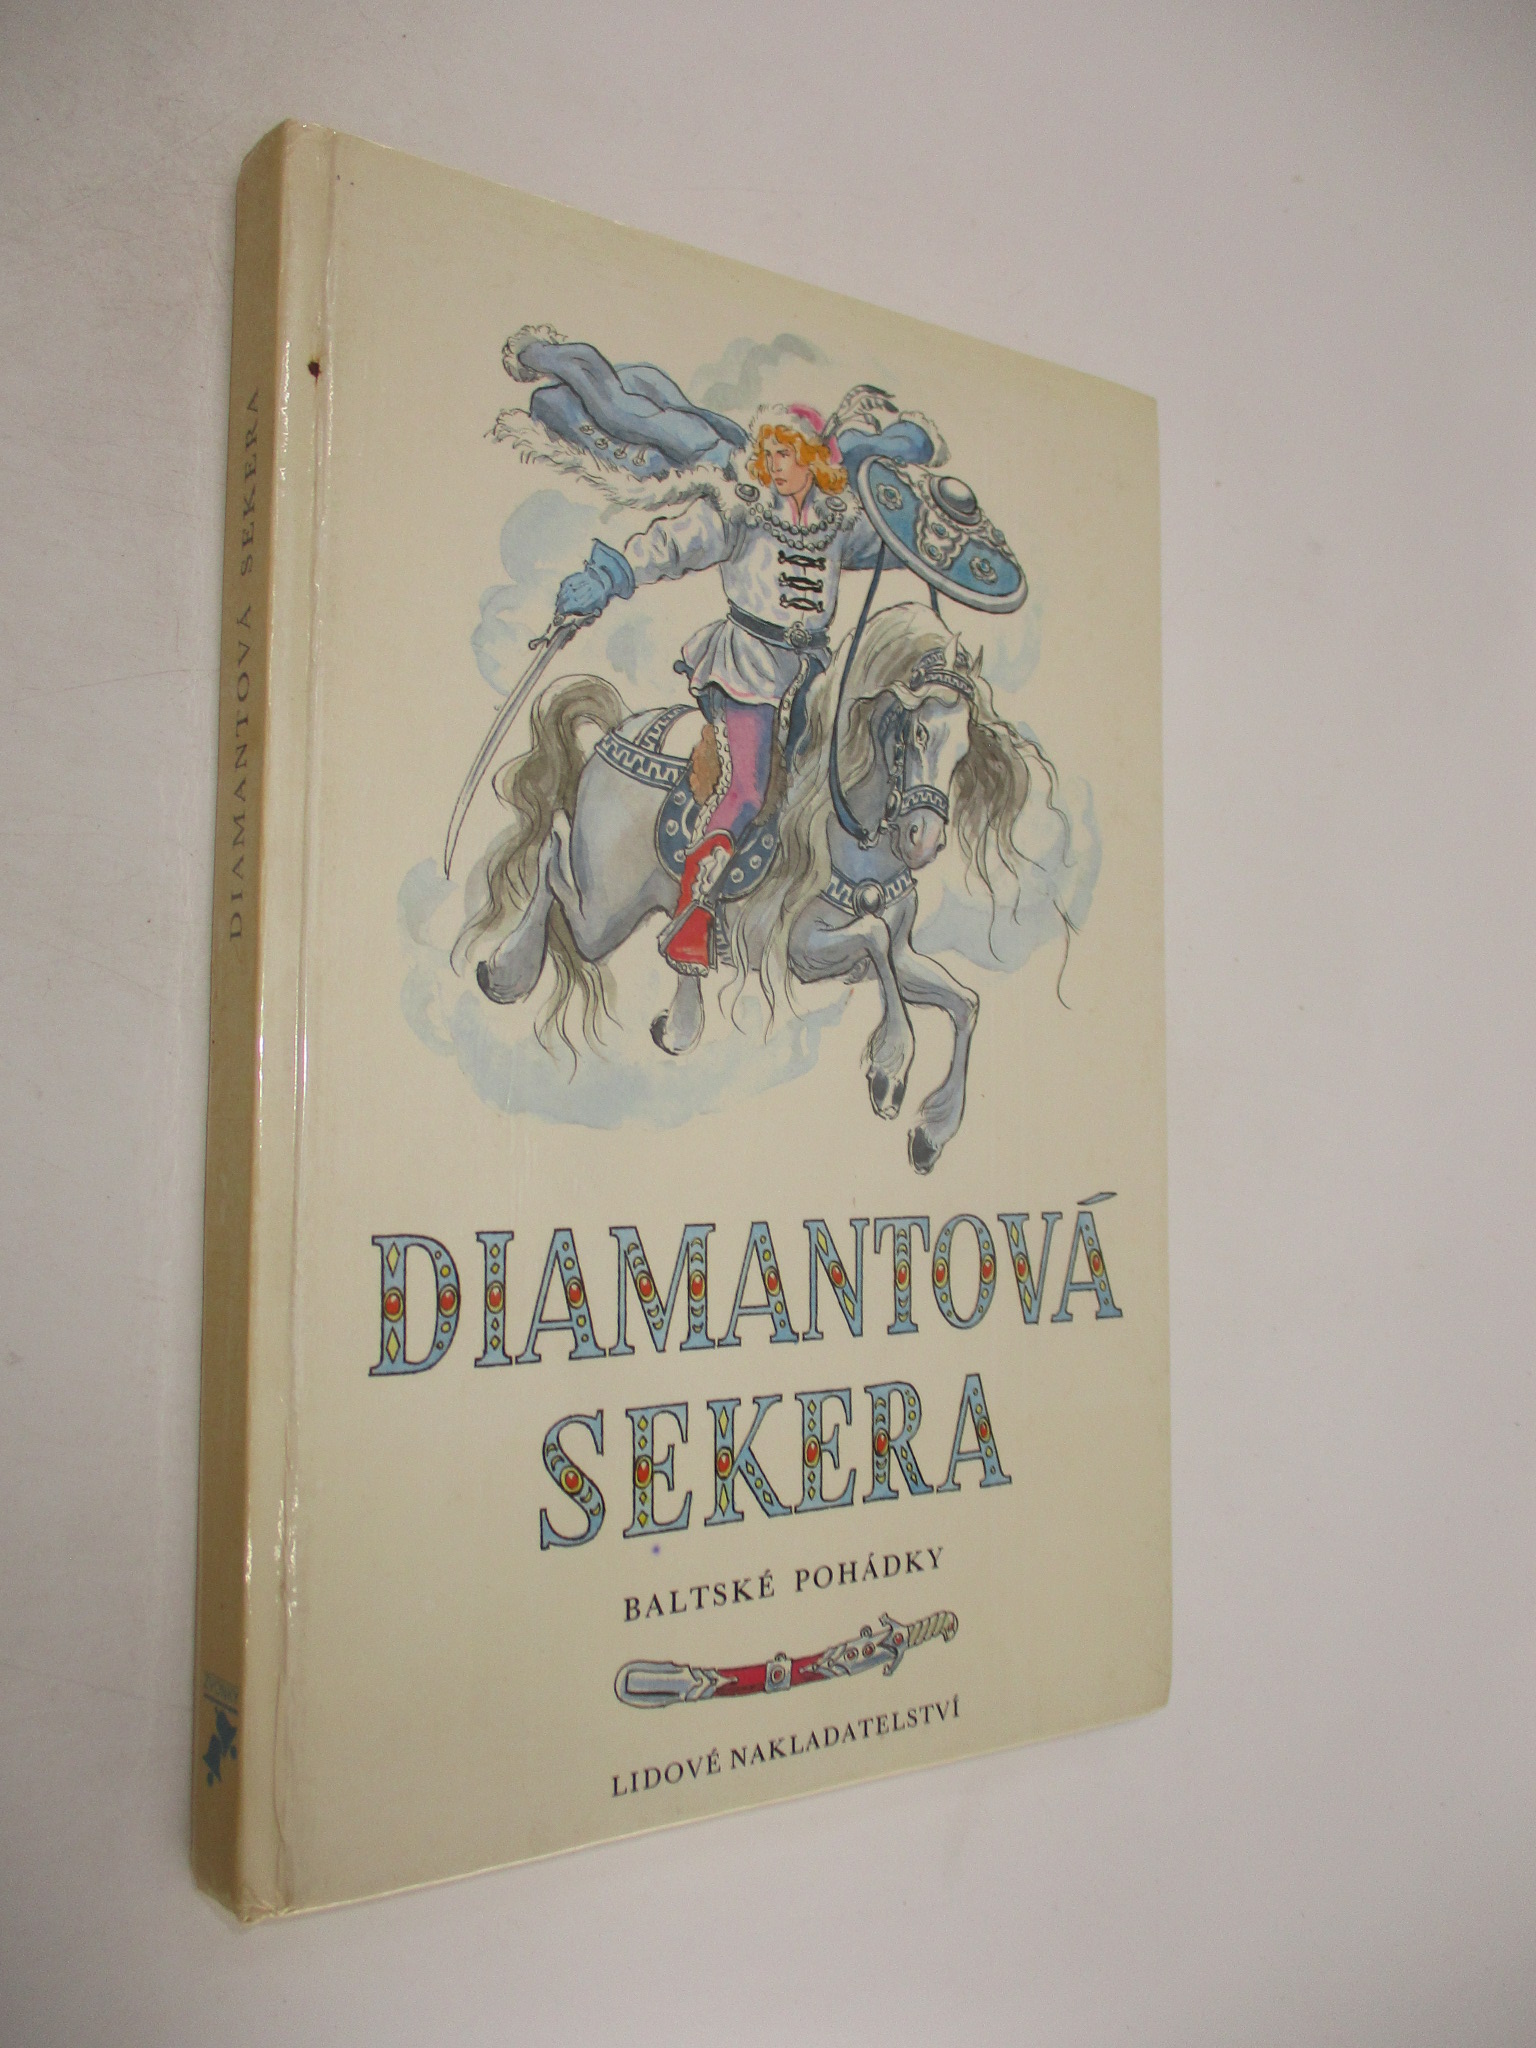 DIAMANTOVÁ SEKERA
DIAMANTOVÁ
SEKERA
BALTSKÉ POHÁDKY
LIDOVÉ NAKLADATELSTVÍ